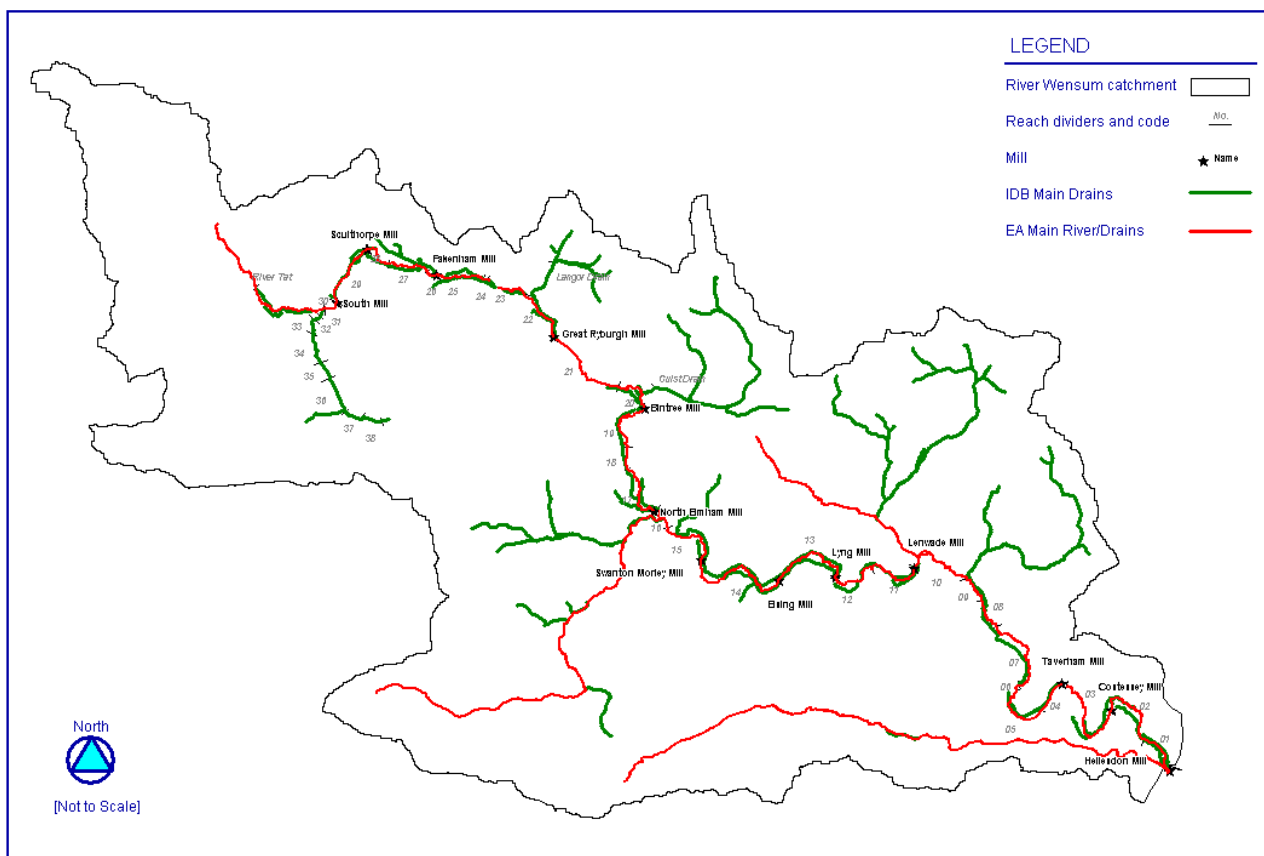 LEGEND
River Wensum catchment
Reach dividers and code
No.
Mill
Name
IDB Main Drains
EA Main River/Drains
Sculthorpe Mill
Fakenham Mill
River Tat
Langor Drain
29
27
26
25
24
23
30
South Mill
31
32
33
22
Great Ryburgh Mill
34
21
35
Guist Drain
36
20
Bintree Mill
37
38
19
18
North Elmham Mill
16
15
13
Lyng Mill
Lenwade Mill
Swanton Morley Mill
14
Elsing Mill
12
11
10
09
08
07
Taverham Mill
06
Costessey Mill
03
02
04
05
01
Hellesdon Mill
North
[Not to Scale]